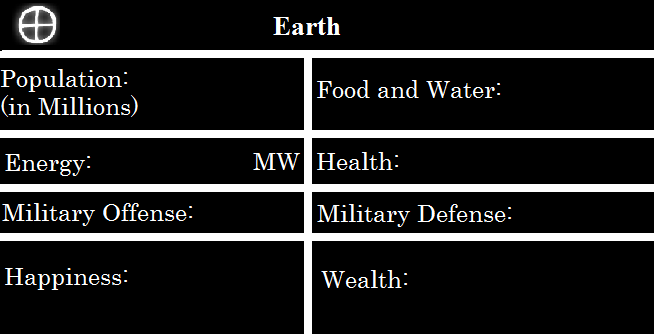 Earth
Population:
(in Millions)
Food and Water:
Energy: MW
Health:
Military Offense:
Military Defense:
Happiness:
Wealth: